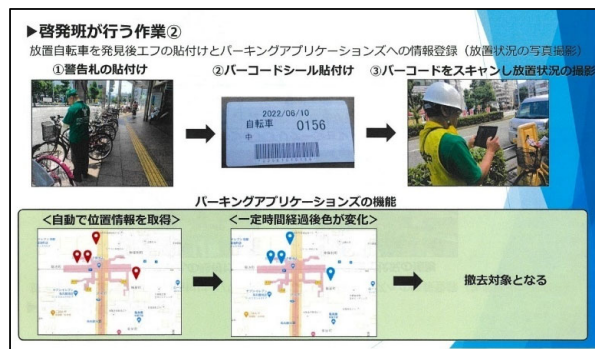 ▶啓発班が行う作業②
放置自転車を発見後エフの貼付けとパーキングアプリケーションズへの情報登録（放置状況の写真撮影）
①警告札の貼付け
②バーコードシール貼付け
③バーコードをスキャンし放置状況の撮影
2022/06/10
自転車 0156
中
パーキングアプリケーションズの機能
<自動で位置情報を取得>
<一定時間経過後色が変化>
撤去対象となる